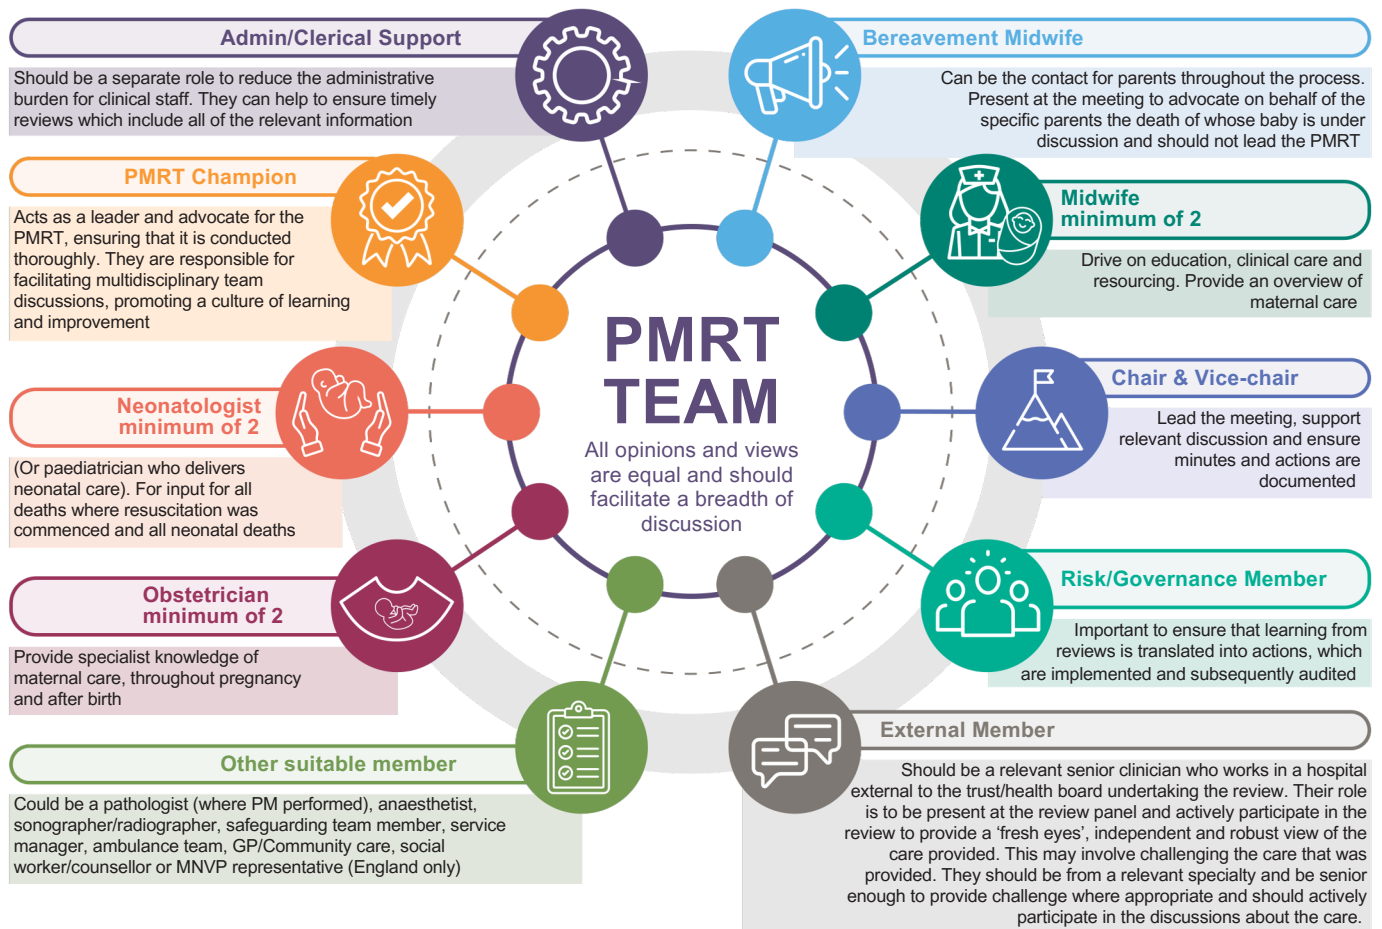 Admin/Clerical Support
Should be a separate role to reduce the administrative
burden for clinical staff. They can help to ensure timely
reviews which include all of the relevant information
PMRT Champion
Acts as a leader and advocate for the
PMRT, ensuring that it is conducted
thoroughly. They are responsible for
facilitating multidisciplinary team
discussions, promoting a culture of learning
and improvement
Neonatologist
minimum of 2
(Or paediatrician who delivers
neonatal care). For input for all
deaths where resuscitation was
commenced and all neonatal deaths
Obstetrician
minimum of 2
Provide specialist knowledge of
maternal care, throughout pregnancy
and after birth
Other suitable member
Could be a pathologist (where PM performed), anaesthetist,
sonographer/radiographer, safeguarding team member, service
manager, ambulance team, GP/Community care, social
worker/counsellor or MNVP representative (England only)
PMRT
TEAM
All opinions and views
are equal and should
facilitate a breadth of
discussion
Bereavement Midwife
Can be the contact for parents throughout the process.
Present at the meeting to advocate on behalf of the
specific parents the death of whose baby is under
discussion and should not lead the PMRT
Midwife
minimum of 2
Drive on education, clinical care and
resourcing. Provide an overview of
maternal care
Chair & Vice-chair
Lead the meeting, support
relevant discussion and ensure
minutes and actions are
documented
Risk/Governance Member
Important to ensure that learning from
reviews is translated into actions, which
are implemented and subsequently audited
External Member
Should be a relevant senior clinician who works in a hospital
external to the trust/health board undertaking the review. Their role
is to be present at the review panel and actively participate in the
review to provide a ‘fresh eyes’, independent and robust view of the
care provided. This may involve challenging the care that was
provided. They should be from a relevant specialty and be senior
enough to provide challenge where appropriate and should actively
participate in the discussions about the care.